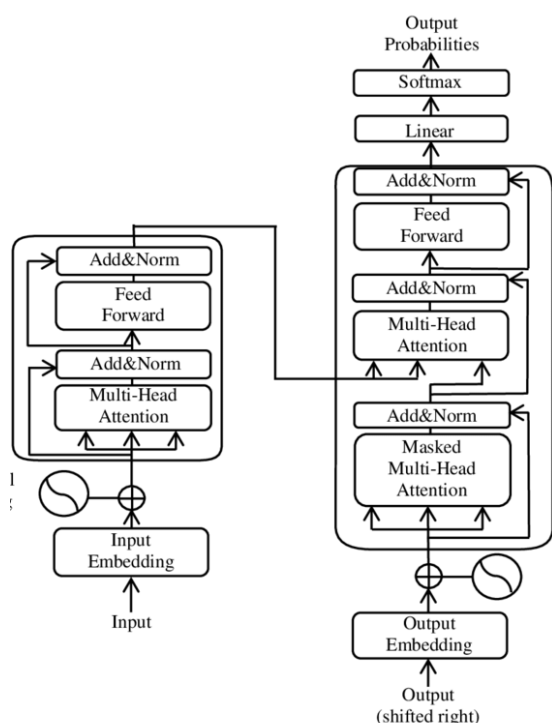 Output
Probabilities
Softmax
Linear
Add&Norm
Feed
Forward
Add&Norm
Multi-Head
Attention
Add&Norm
Masked
Multi-Head
Attention
Output
Embedding
Output
(shifted right)
Add&Norm
Feed
Forward
Add&Norm
Multi-Head
Attention
Input
Embedding
Input